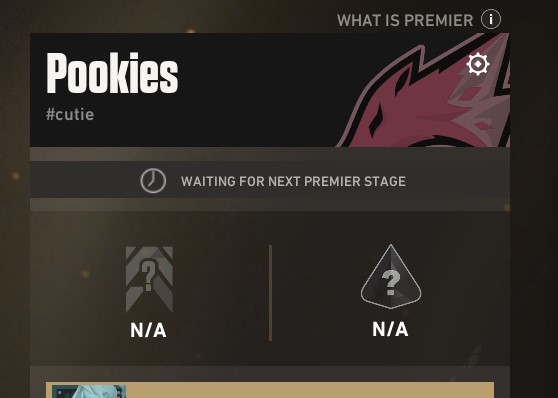 WHAT IS PREMIER i
Pookies
#cutie
WAITING FOR NEXT PREMIER STAGE
? ?
N/A N/A